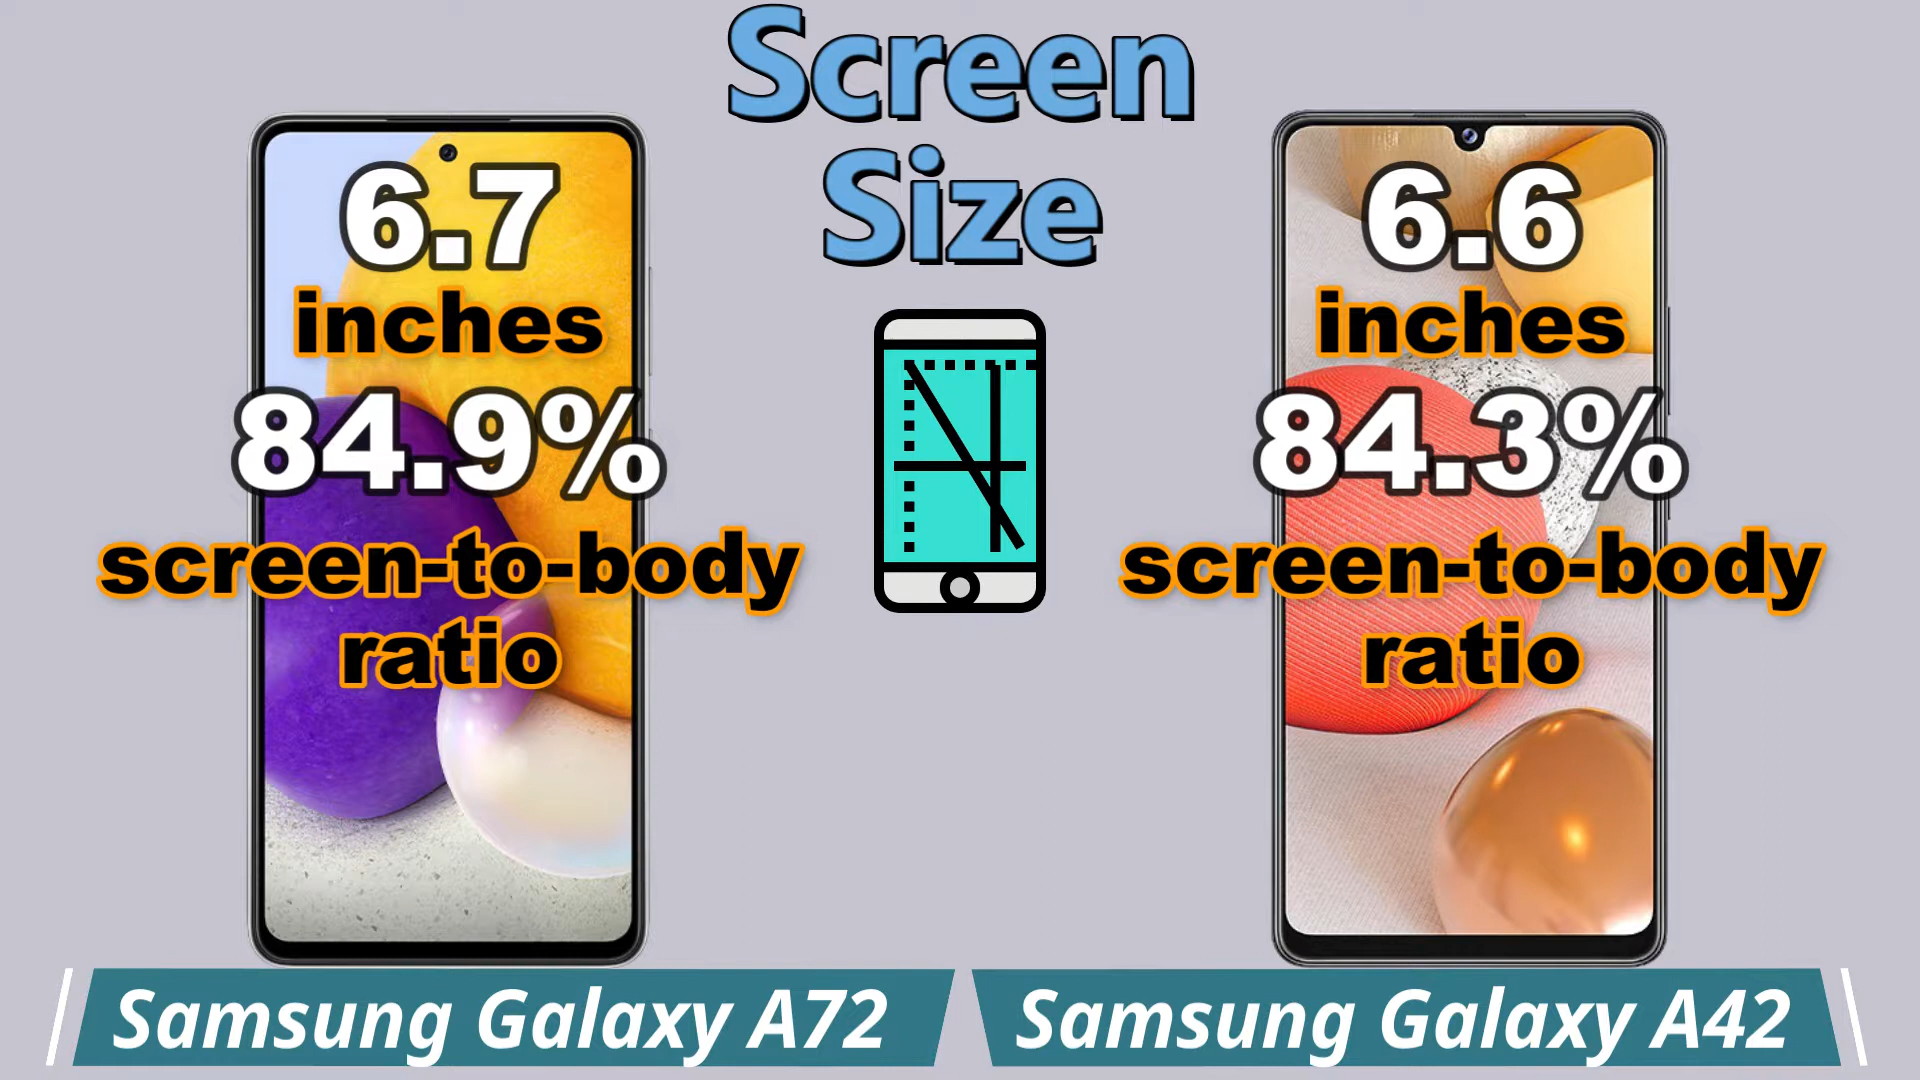 Screen
Size
6.7
inches
84.9%
screen-to-body
ratio
6.6
inches
84.3%
screen-to-body
ratio
Samsung Galaxy A72
Samsung Galaxy A42